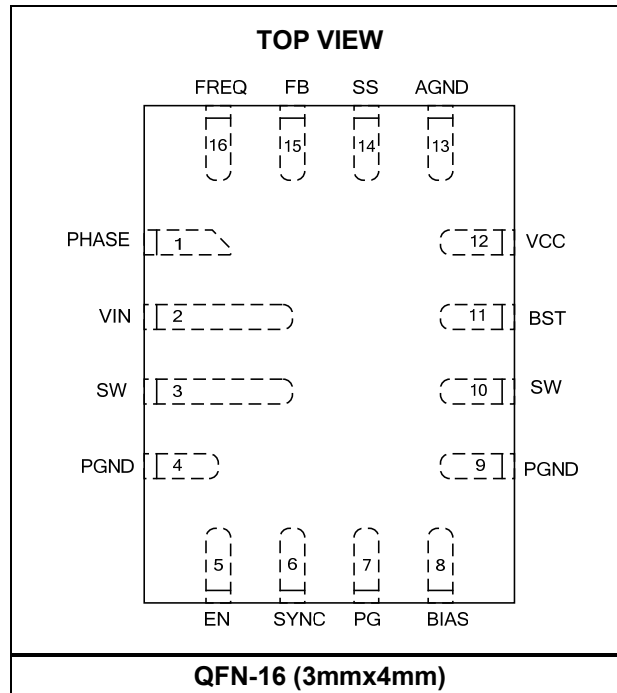 TOP VIEW
FREQ FB SS AGND
16 15 14 13
PHASE 1 12 VCC
VIN 2 11 BST
SW 3 10 SW
PGND 4 9 PGND
5 6 7 8
EN SYNC PG BIAS
QFN-16 (3mmx4mm)